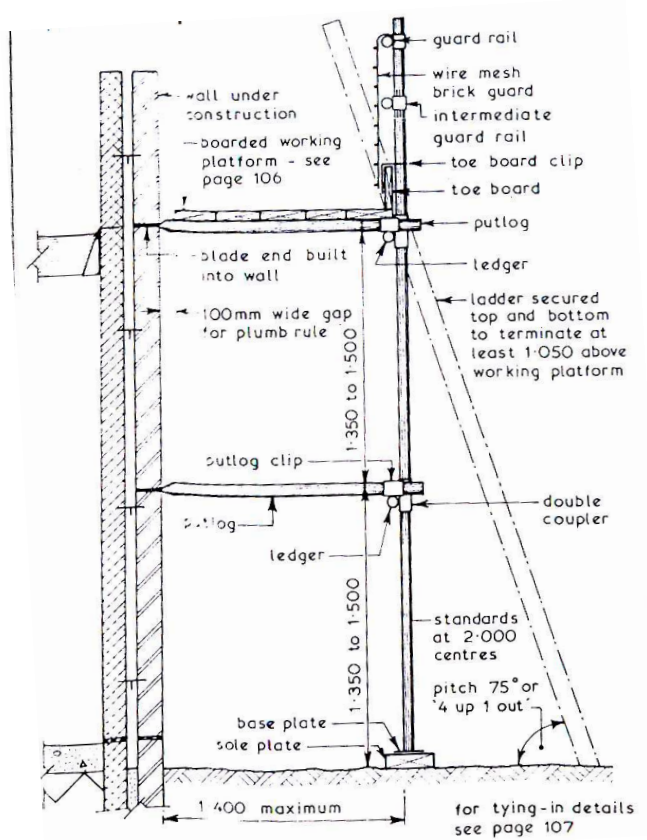 guard rail
wire mesh
brick guard
intermediate
guard rail
wall under
construction
boarded working
platform - see
page 106
toe board clip
toe board
putlog
blade end built
into wall
ledger
100mm wide gap
for plumb rule
ladder secured
top and bottom
to terminate at
least 1·050 above
working platform
1·350 to 1·500
putlog clip
putlog
ledger
double
coupler
1·350 to 1·500
standards
at 2·000
centres
pitch 75° or
'4 up 1 out'
base plate
sole plate
1·400 maximum
for tying-in details
see page 107